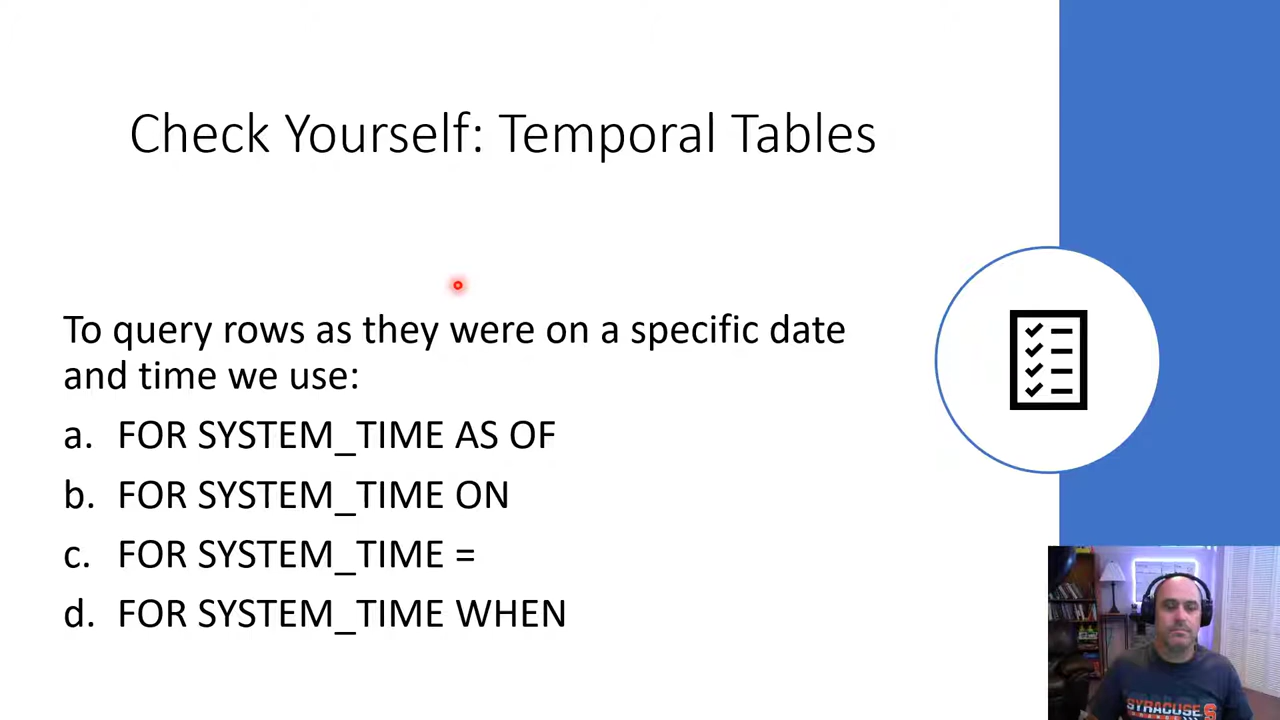 Check Yourself: Temporal Tables
To query rows as they were on a specific date
and time we use:
a. FOR SYSTEM_TIME AS OF
b. FOR SYSTEM_TIME ON
c. FOR SYSTEM_TIME =
d. FOR SYSTEM_TIME WHEN
SYRACUSE S